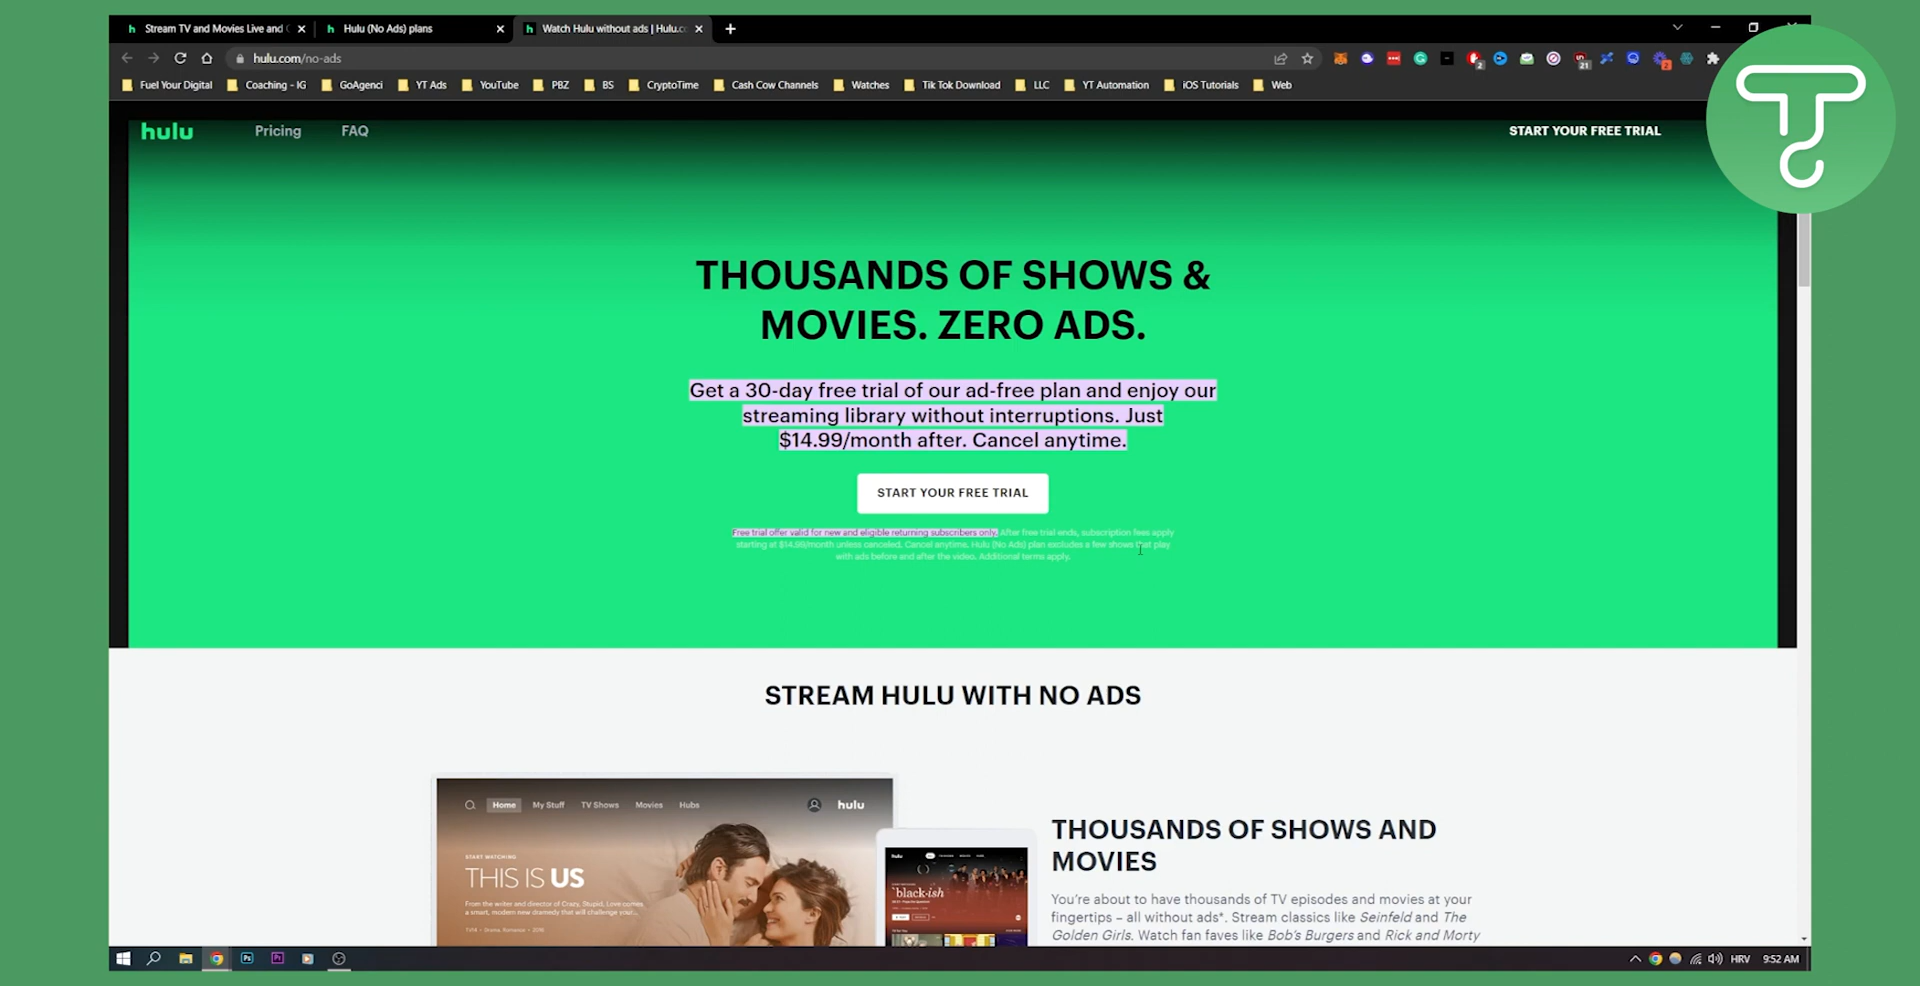 Stream TV and Movies Live and
Hulu (No Ads) plans
Watch Hulu without ads | Hulu.c
hulu.com/no-ads
2
21
2
Fuel Your Digital
Coaching - IG
GoAgenci
YT Ads
YouTube
PBZ
BS
CryptoTime
Cash Cow Channels
Watches
Tik Tok Download
LLC
YT Automation
iOS Tutorials
Web
hulu
Pricing
FAQ
START YOUR FREE TRIAL
THOUSANDS OF SHOWS &
MOVIES. ZERO ADS.
Get a 30-day free trial of our ad-free plan and enjoy our
streaming library without interruptions. Just
$14.99/month after. Cancel anytime.
START YOUR FREE TRIAL
Free trial offer valid for new and eligible returning subscribers only. After free trial ends, subscription fees apply
starting at $14.99/month unless canceled. Cancel anytime. Hulu (No Ads) plan excludes a few shows that play
with ads before and after the video. Additional terms apply.
STREAM HULU WITH NO ADS
Home
My Stuff
TV Shows
Movies
Hubs
hulu
START WATCHING
THIS IS US
From the writer and director of Crazy, Stupid, Love comes
a smart, modern new dramedy that will challenge your...
TV14 • Drama, Romance • 2016
hulu
black-ish
THOUSANDS OF SHOWS AND
MOVIES
You're about to have thousands of TV episodes and movies at your
fingertips – all without ads*. Stream classics like Seinfeld and The
Golden Girls. Watch fan faves like Bob's Burgers and Rick and Morty
Ps
Pr
HRV
9:52 AM